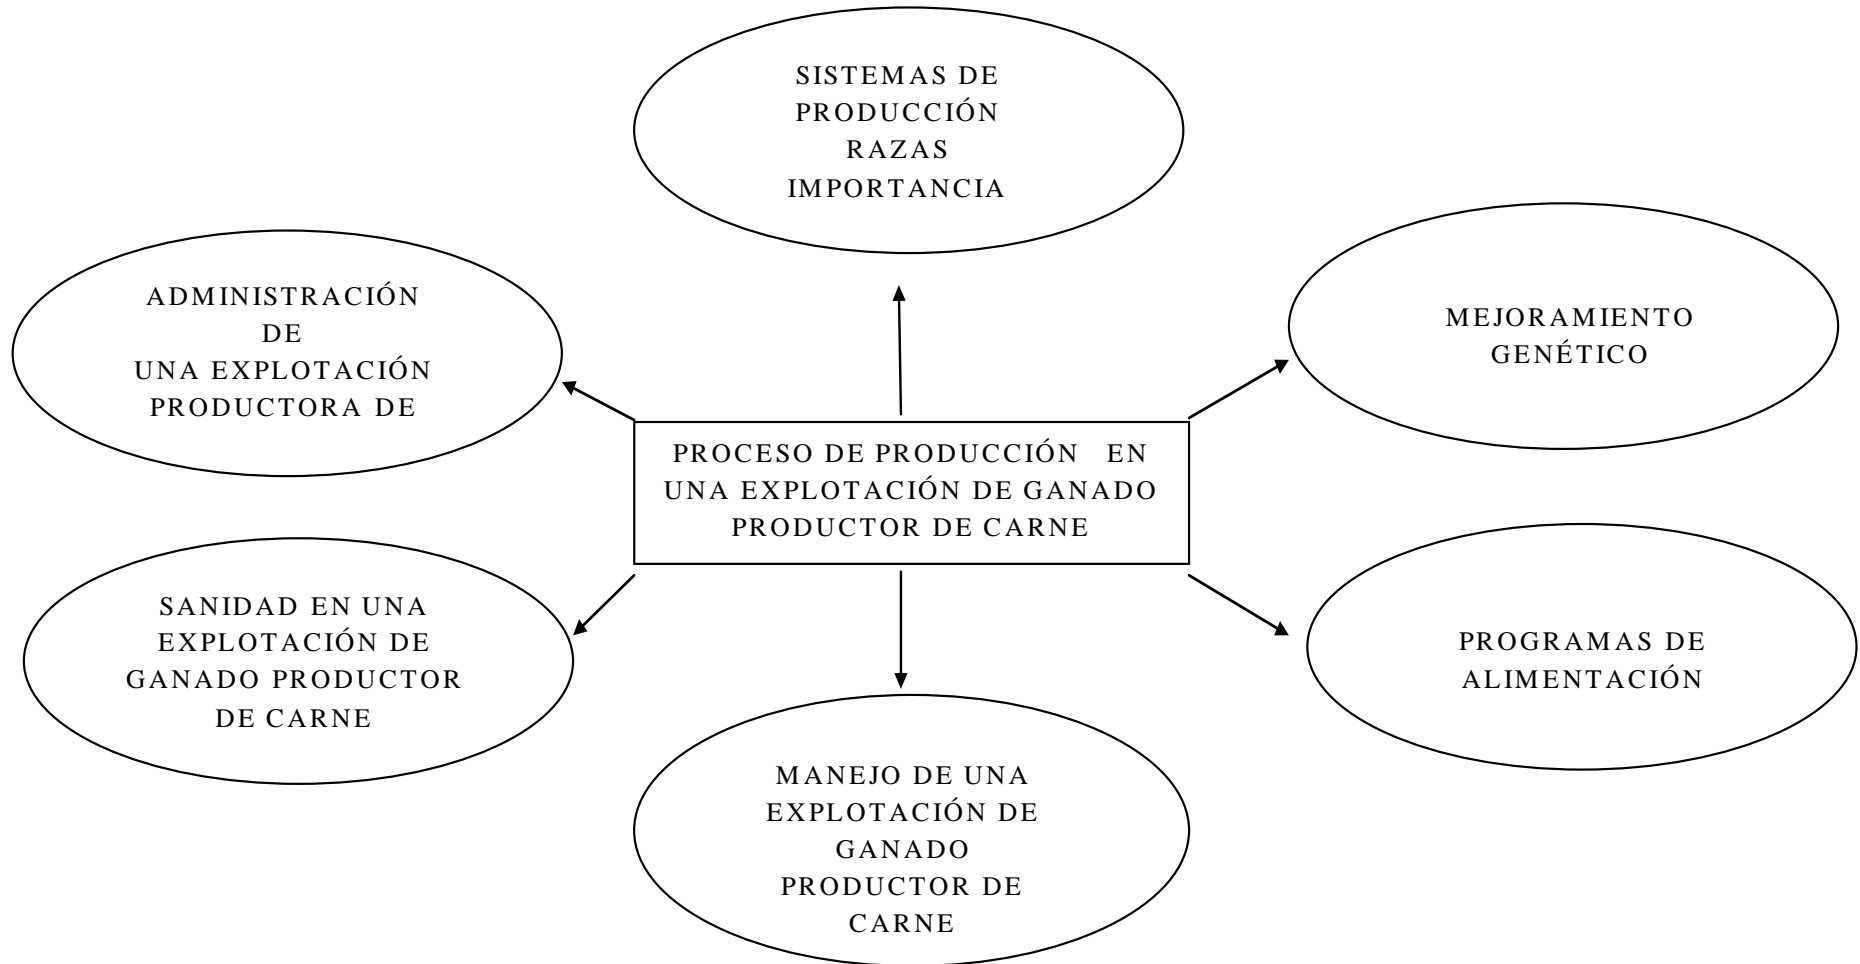 SISTEMAS DE
PRODUCCIÓN
RAZAS
IMPORTANCIA
ADMINISTRACIÓN
DE
UNA EXPLOTACIÓN
PRODUCTORA DE
MEJORAMIENTO
GENÉTICO
PROCESO DE PRODUCCIÓN EN
UNA EXPLOTACIÓN DE GANADO
PRODUCTOR DE CARNE
SANIDAD EN UNA
EXPLOTACIÓN DE
GANADO PRODUCTOR
DE CARNE
PROGRAMAS DE
ALIMENTACIÓN
MANEJO DE UNA
EXPLOTACIÓN DE
GANADO
PRODUCTOR DE
CARNE